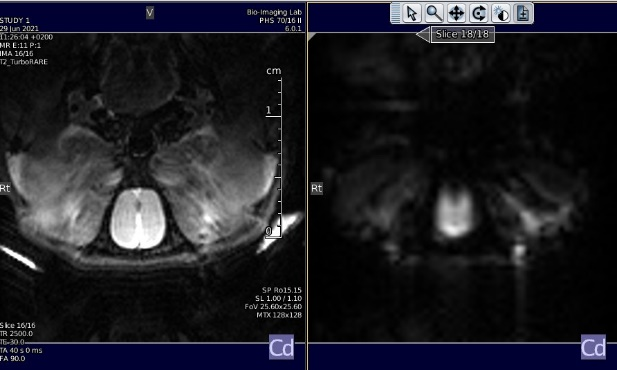 V
STUDY 1
29 Jun 2021
11:26:04 +0200
MR E:11 P:1
IMA 16/16
T2_TurboRARE
Bio-Imaging Lab
PHS 70/16 II
6.0.1
cm
1
0
Rt
SP Ro15.15
SL 1.00 / 1.10
FoV 25.60x25.60
MTX 128x128
Slice 16/16
TR 2500.0
TE 30.0
TA 40 s 0 ms
FA 90.0
Cd
Slice 18/18
Rt
Cd